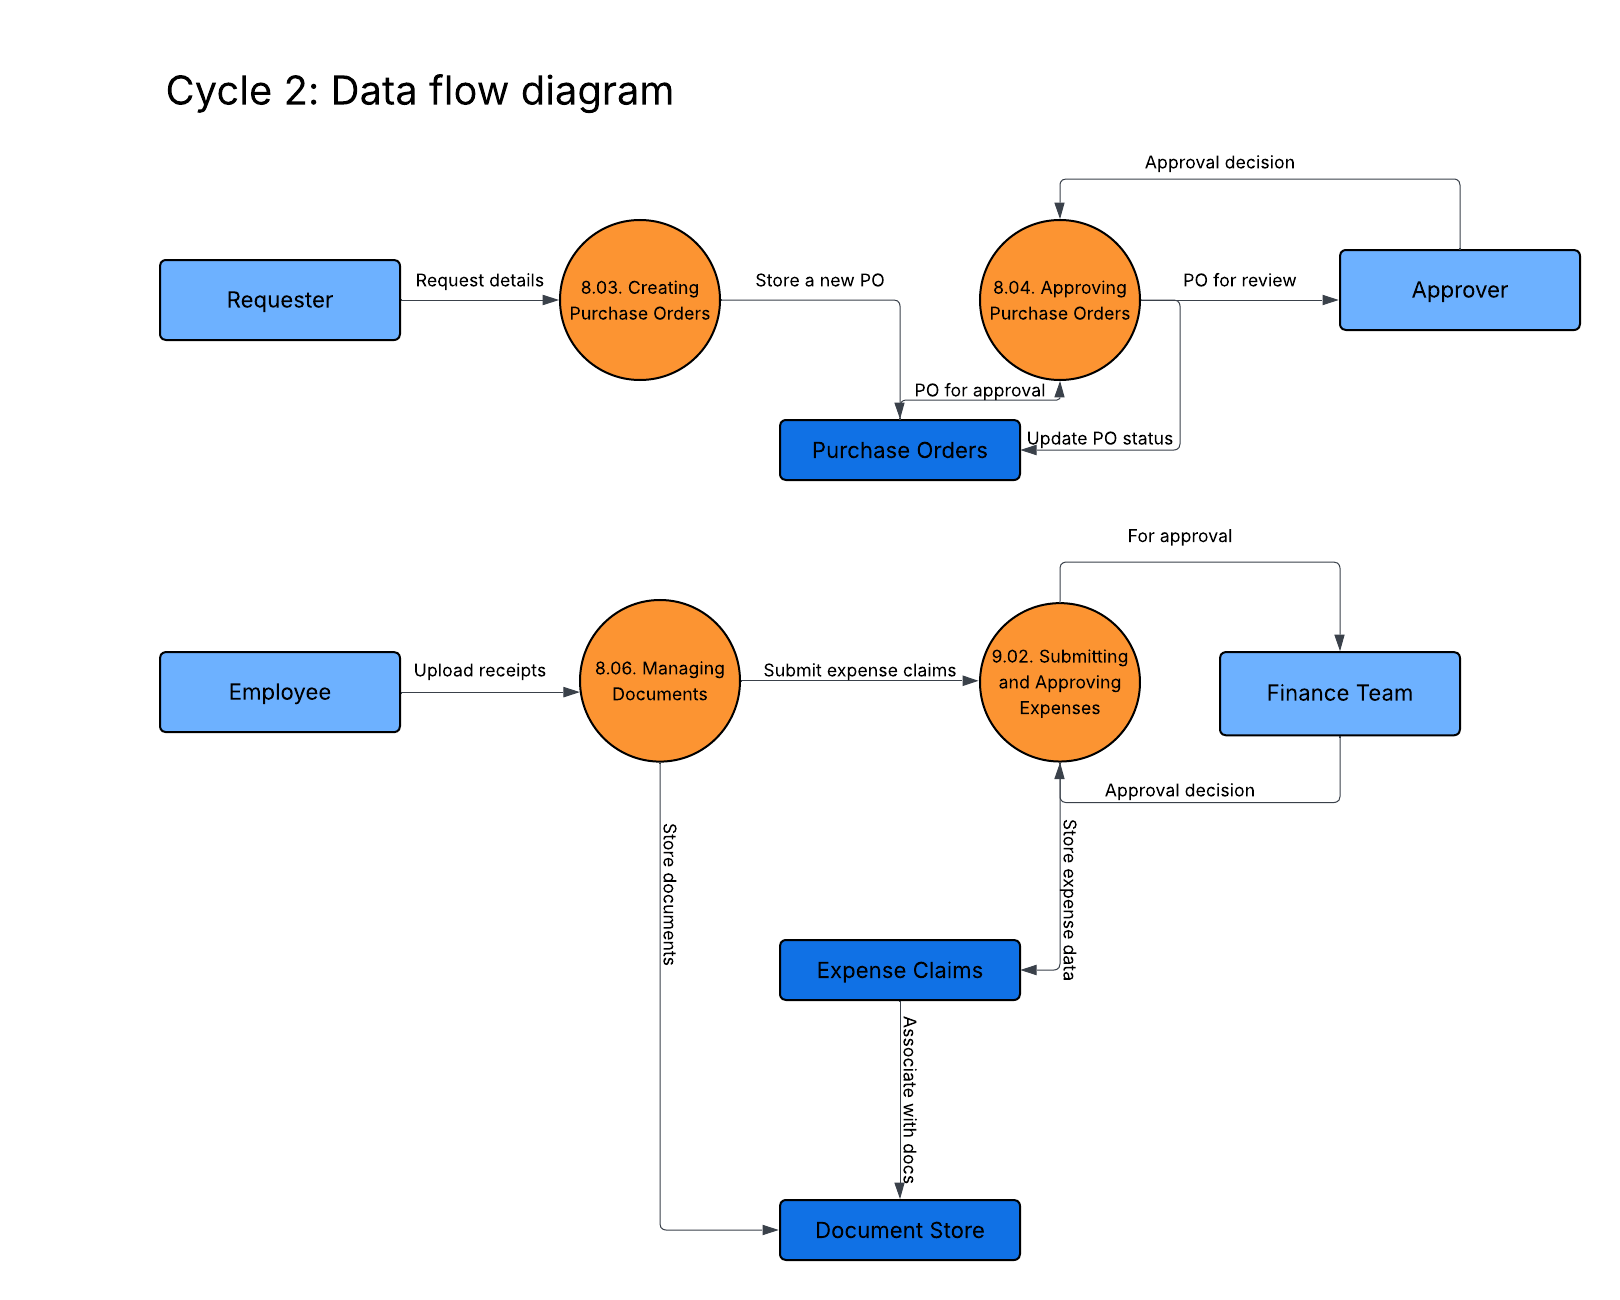 Cycle 2: Data flow diagram
Approval decision
Requester
Request details
8.03. Creating
Purchase Orders
Store a new PO
8.04. Approving
Purchase Orders
PO for review
Approver
PO for approval
Purchase Orders
Update PO status
For approval
Employee
Upload receipts
8.06. Managing
Documents
Submit expense claims
9.02. Submitting
and Approving
Expenses
Finance Team
Approval decision
Store documents
Store expense data
Expense Claims
Associate with docs
Document Store